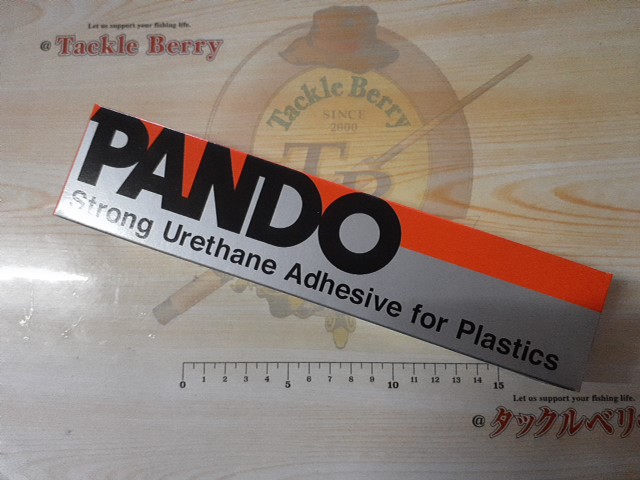 Let us support your fishing life.
@ Tackle Berry
Tackle Berry
SINCE
2000
TB
PANDO
Strong Urethane Adhesive for Plastics
0 1 2 3 4 5 6 7 8 9 10 11 12 13 14 15
Let us support your fishing life.
@ タックルベリー